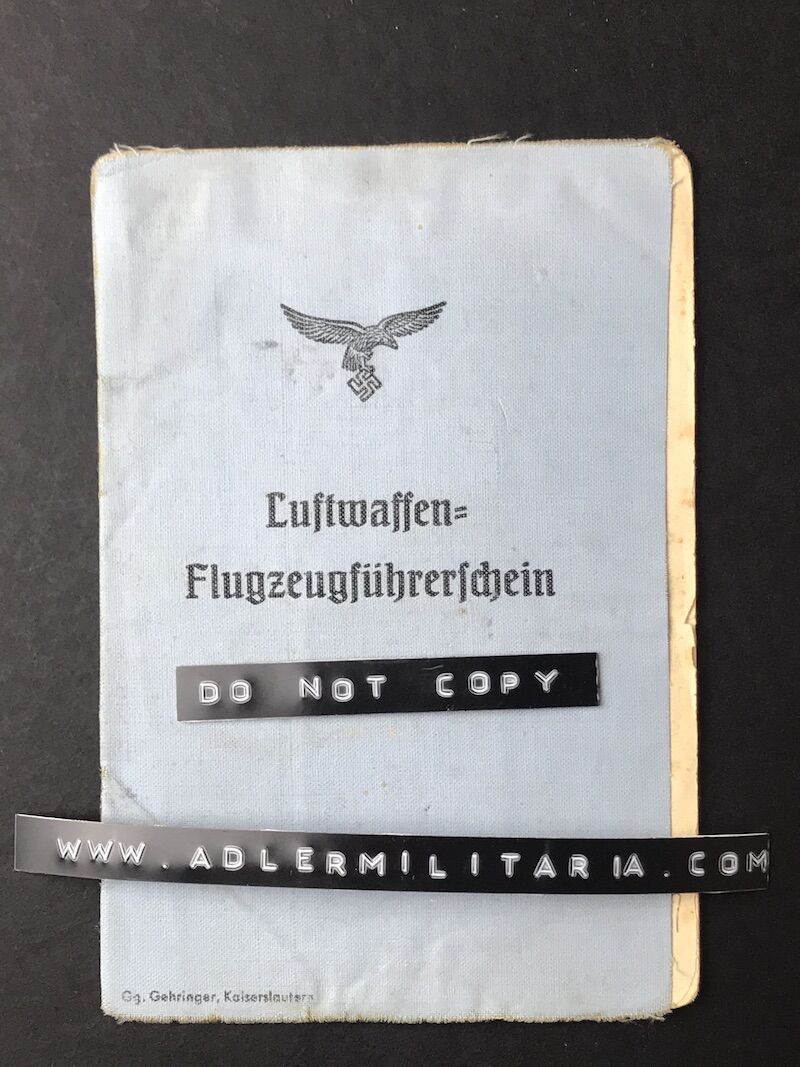 Luftwaffen=
Flugzeugführerſchein
DO NOT COPY
WWW.ADLERMILITARIA.COM
Gg. Gehringer, Kaiserslautern